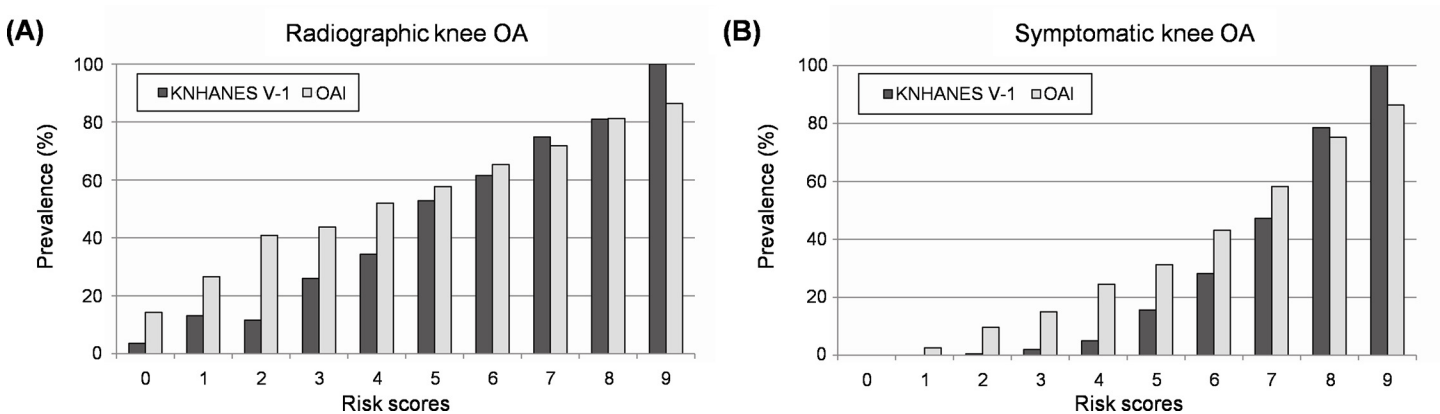 (A)
Radiographic knee OA
KNHANES V-1 OAI
Prevalence (%)
100
80
60
40
20
0
0 1 2 3 4 5 6 7 8 9
Risk scores
(B)
Symptomatic knee OA
KNHANES V-1 OAI
Prevalence (%)
100
80
60
40
20
0
0 1 2 3 4 5 6 7 8 9
Risk scores